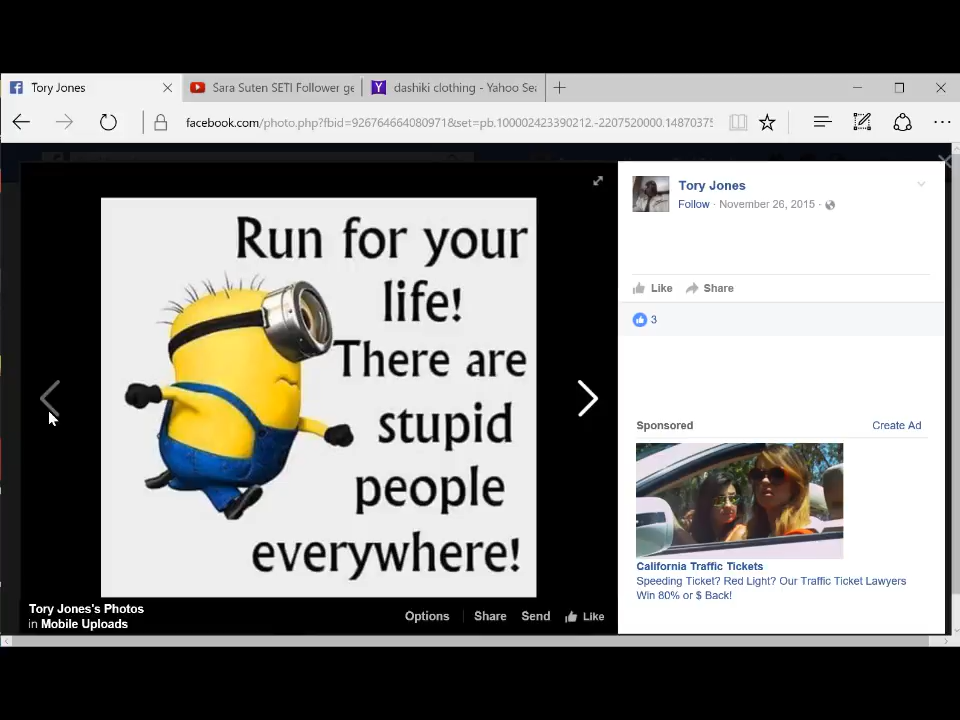 Tory Jones
Sara Suten SETI Follower ge
dashiki clothing - Yahoo Sea
facebook.com/photo.php?fbid=926764664080971&set=pb.100002423390212.-2207520000.14870375
Run for your
life!
There are
stupid
people
everywhere!
Tory Jones's Photos
in Mobile Uploads
Options
Share
Send
Like
Tory Jones
Follow · November 26, 2015 ·
Like
Share
3
Sponsored
Create Ad
California Traffic Tickets
Speeding Ticket? Red Light? Our Traffic Ticket Lawyers
Win 80% or $ Back!